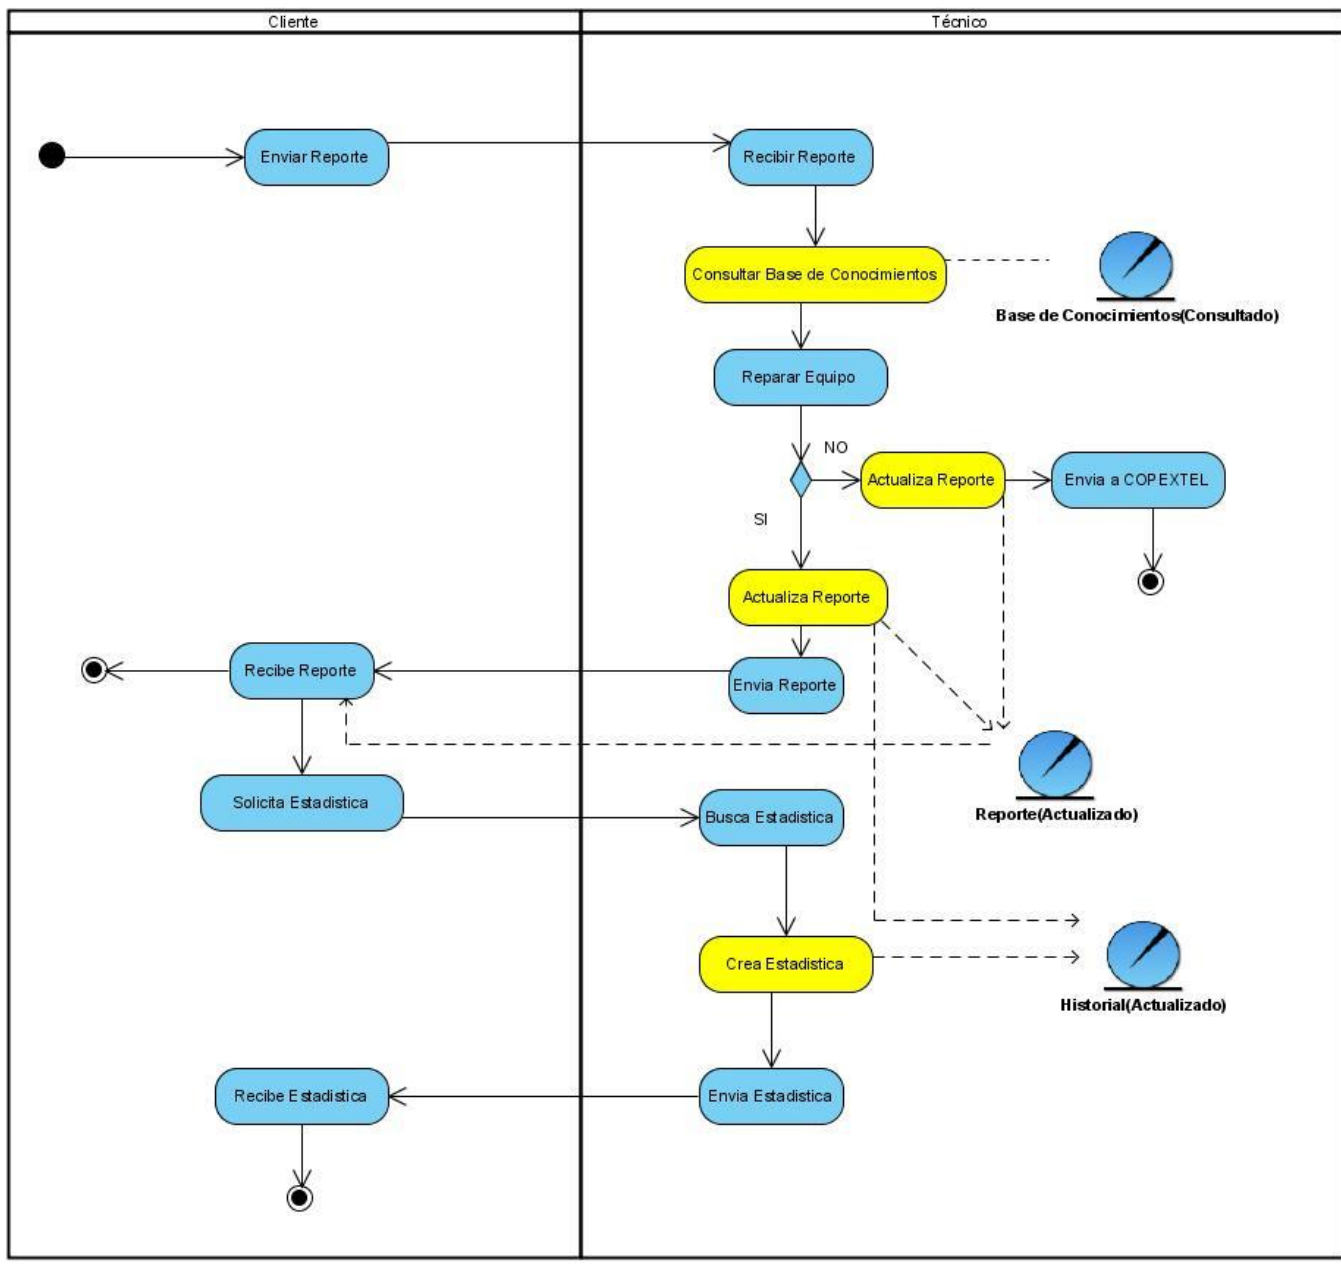 Cliente
Técnico
Enviar Reporte
Recibir Reporte
Consultar Base de Conocimientos
Base de Conocimientos(Consultado)
Reparar Equipo
NO
Actualiza Reporte
Envia a COPEXTEL
SI
Actualiza Reporte
Recibe Reporte
Envia Reporte
Solicita Estadistica
Busca Estadistica
Reporte(Actualizado)
Crea Estadistica
Historial(Actualizado)
Recibe Estadistica
Envia Estadistica